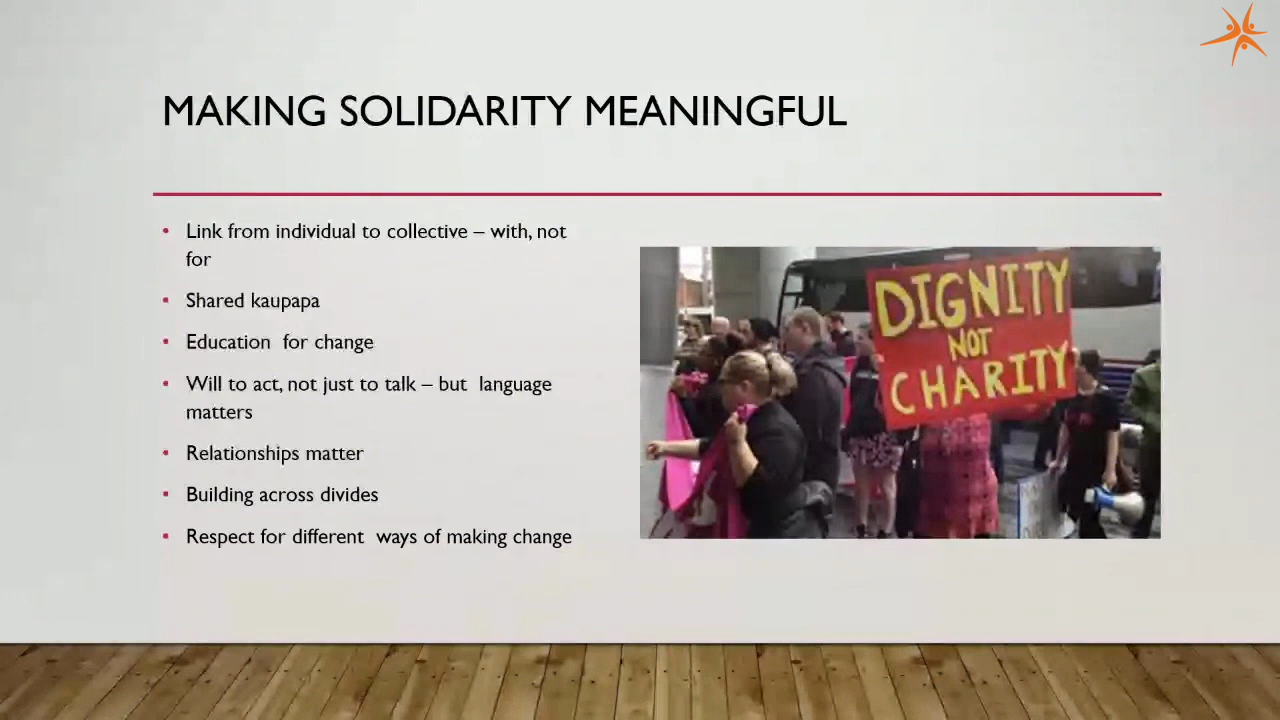 MAKING SOLIDARITY MEANINGFUL
• Link from individual to collective – with, not
for
• Shared kaupapa
• Education  for change
• Will to act, not just to talk – but  language
matters
• Relationships matter
• Building across divides
• Respect for different  ways of making change
DIGNITY
NOT
CHARITY